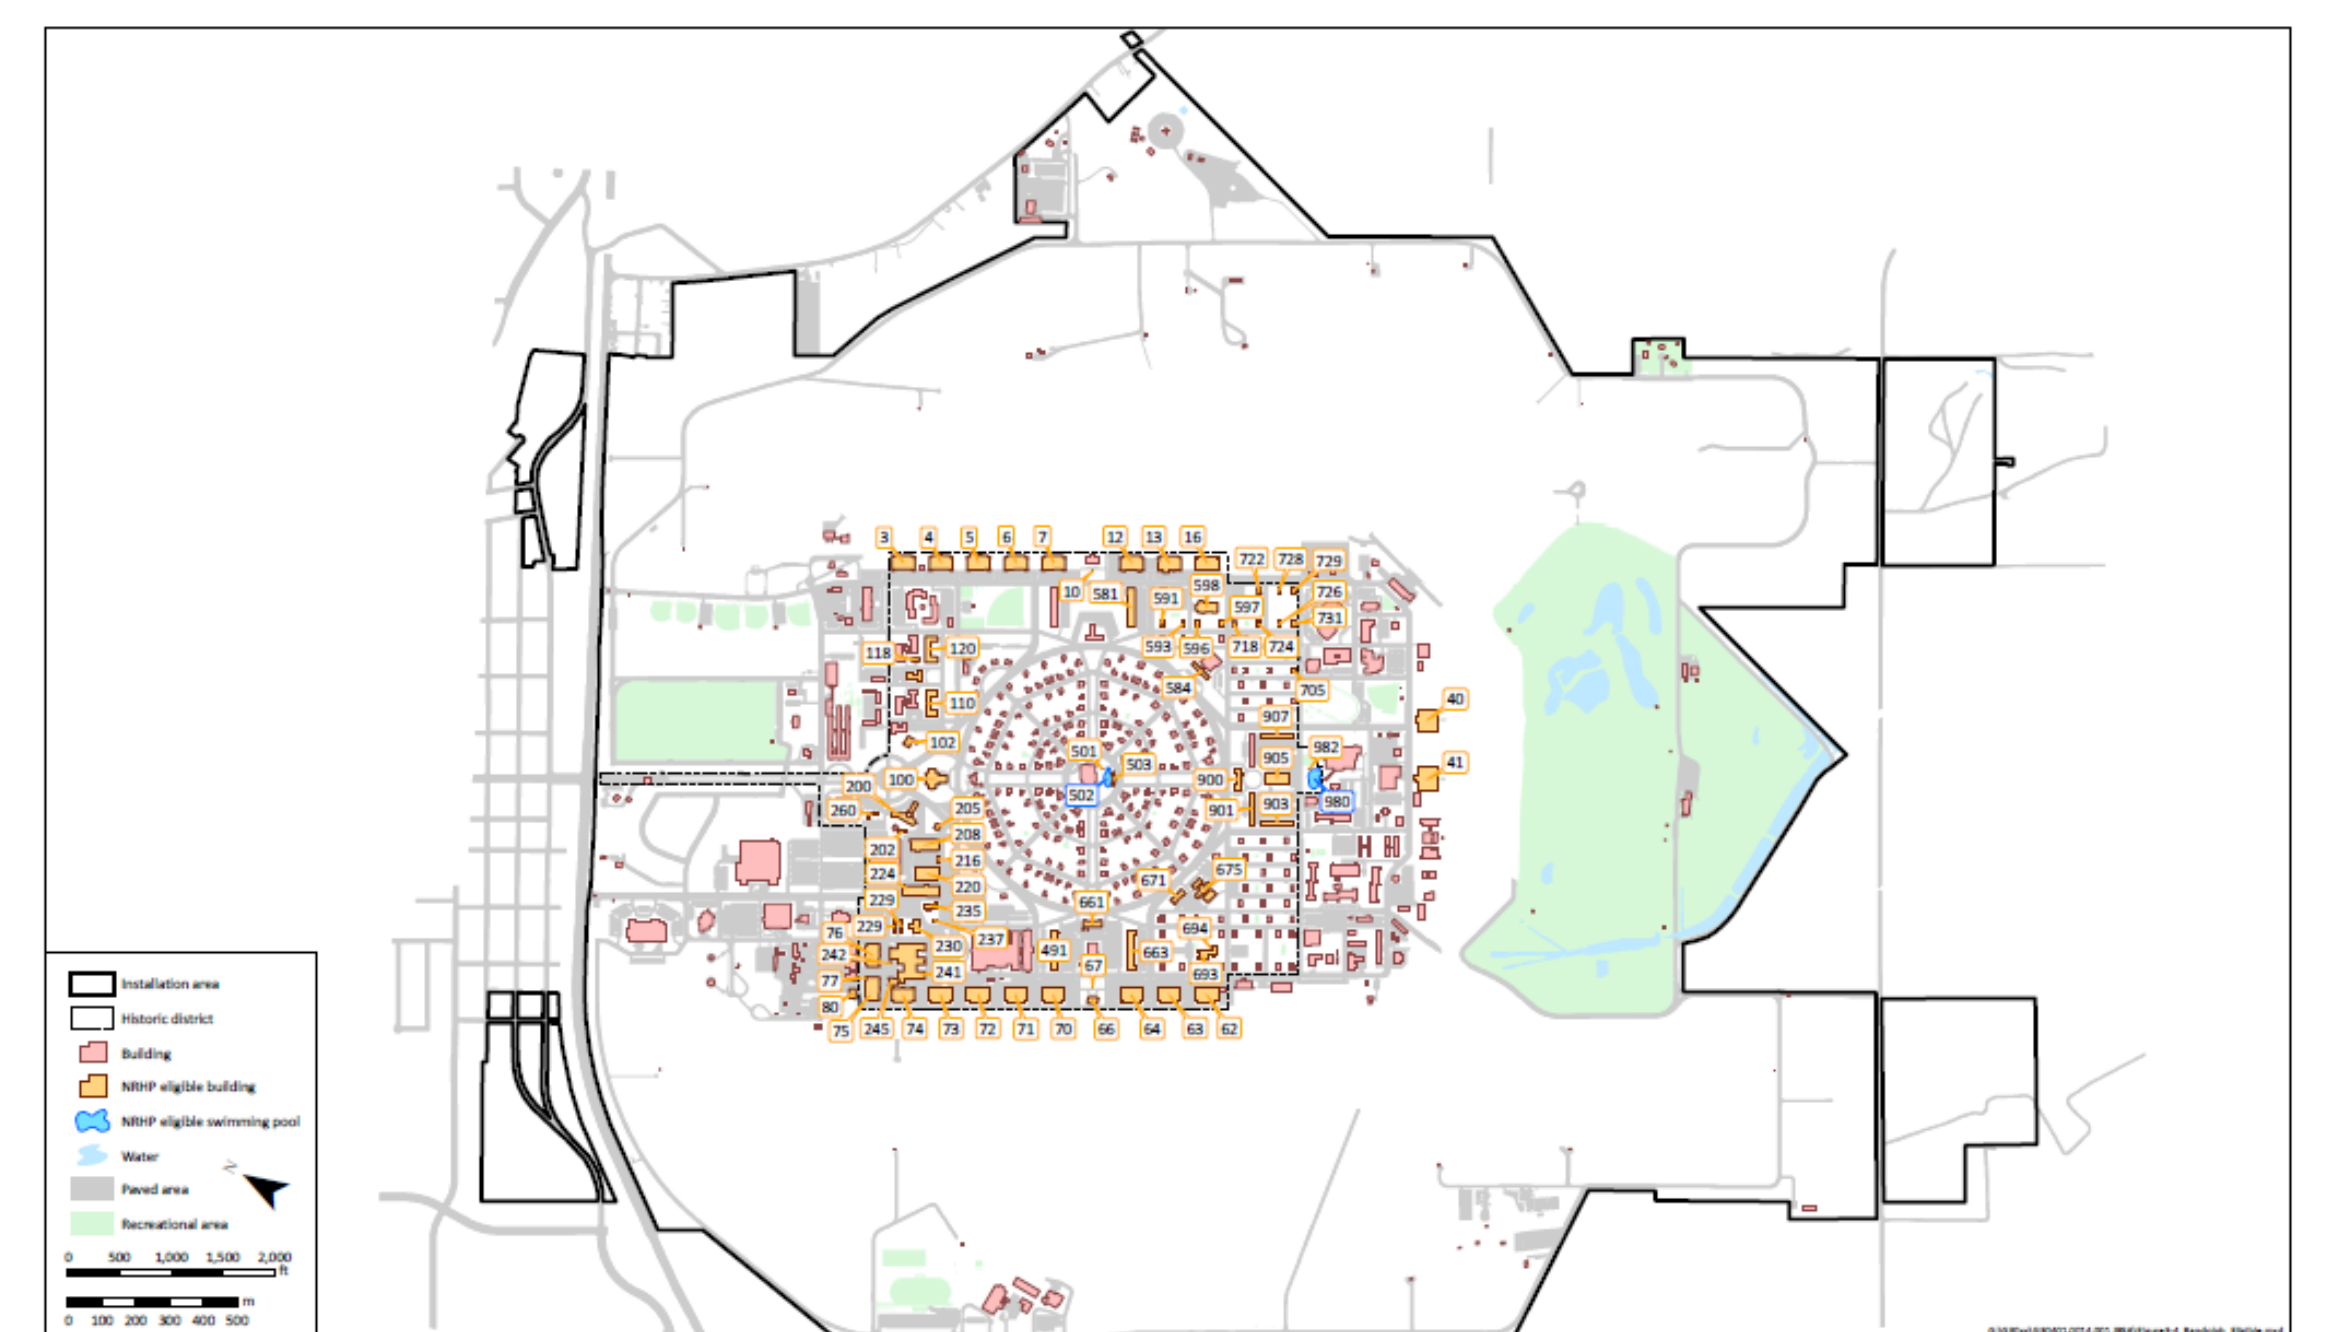 3 4 5 6 7 12 13 16
722 728 729
10 581 591 598 597 726
731
593 596 718 724
118 120
584 705
110 40
907
102
501 503 982 905 41
100 900
200 502 980
260 205 901 903
208
202 216
224 220 671 675
229 235 661
229 237 694
76 230 491 663
242 241 67 693
77
80
75 245 74 73 72 71 70 66 64 63 62
Installation area
Historic district
Building
NRHP eligible building
NRHP eligible swimming pool
Water
N
Paved area
Recreational area
0 500 1,000 1,500 2,000
ft
m
0 100 200 300 400 500